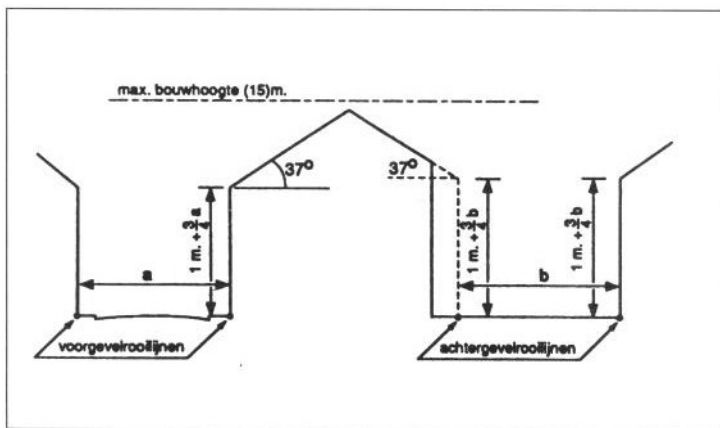 max. bouwhoogte (15)m.
37°
37°
1 m. + 3/4 a
1 m. + 3/4 b
1 m. + 3/4 b
a
b
voorgevelrooilijnen
achtergevelrooilijnen